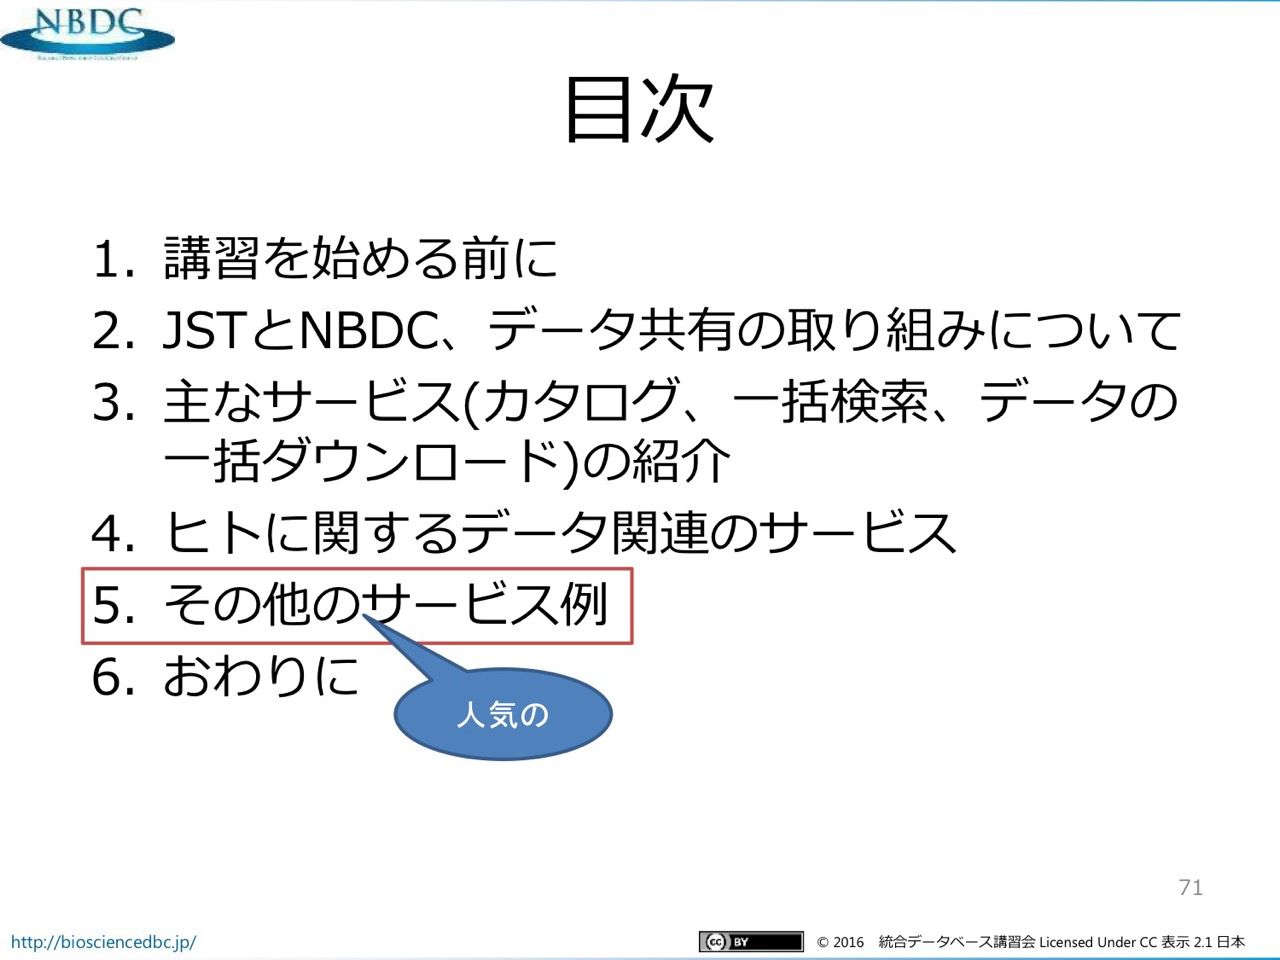 NBDC
目次
1. 講習を始める前に
2. JSTとNBDC、データ共有の取り組みについて
3. 主なサービス(カタログ、一括検索、データの
一括ダウンロード)の紹介
4. ヒトに関するデータ関連のサービス
5. その他のサービス例
6. おわりに
人気の
71
http://biosciencedbc.jp/
cc BY
© 2016 統合データベース講習会 Licensed Under CC 表示 2.1 日本